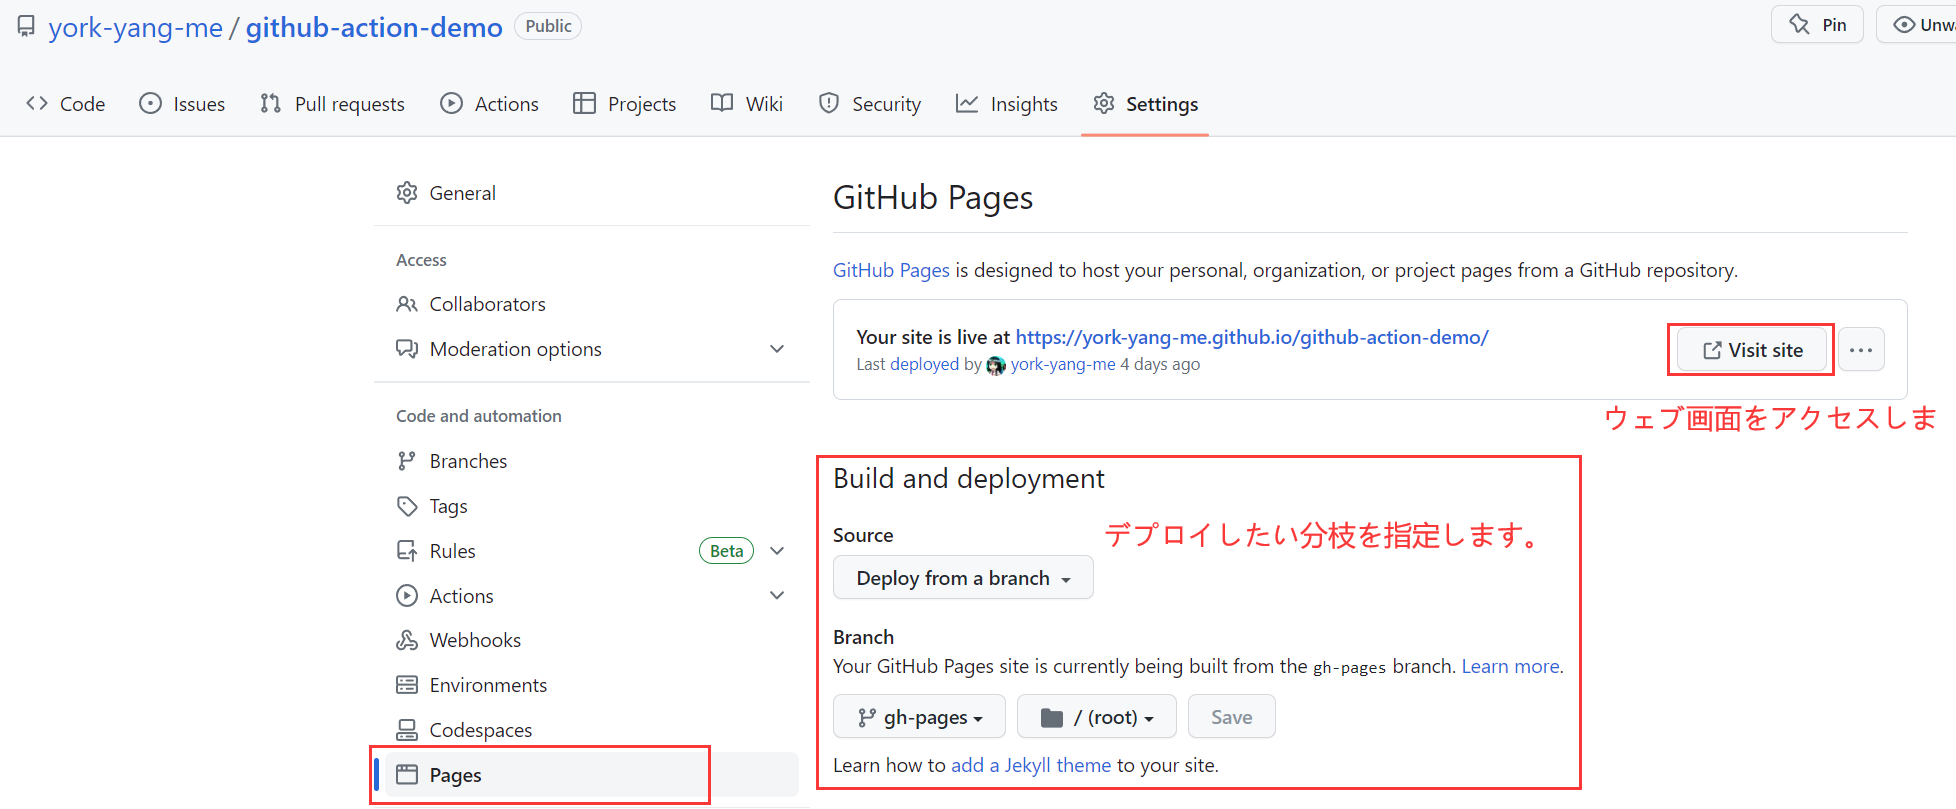 york-yang-me / github-action-demo Public
Pin
Unwa
Code Issues Pull requests Actions Projects Wiki Security Insights Settings
General
Access
Collaborators
Moderation options
Code and automation
Branches
Tags
Rules Beta
Actions
Webhooks
Environments
Codespaces
Pages
GitHub Pages
GitHub Pages is designed to host your personal, organization, or project pages from a GitHub repository.
Your site is live at https://york-yang-me.github.io/github-action-demo/
Last deployed by york-yang-me 4 days ago
Visit site
ウェブ画面をアクセスしま
Build and deployment
デプロイしたい分枝を指定します。
Source
Deploy from a branch
Branch
Your GitHub Pages site is currently being built from the gh-pages branch. Learn more.
gh-pages / (root) Save
Learn how to add a Jekyll theme to your site.